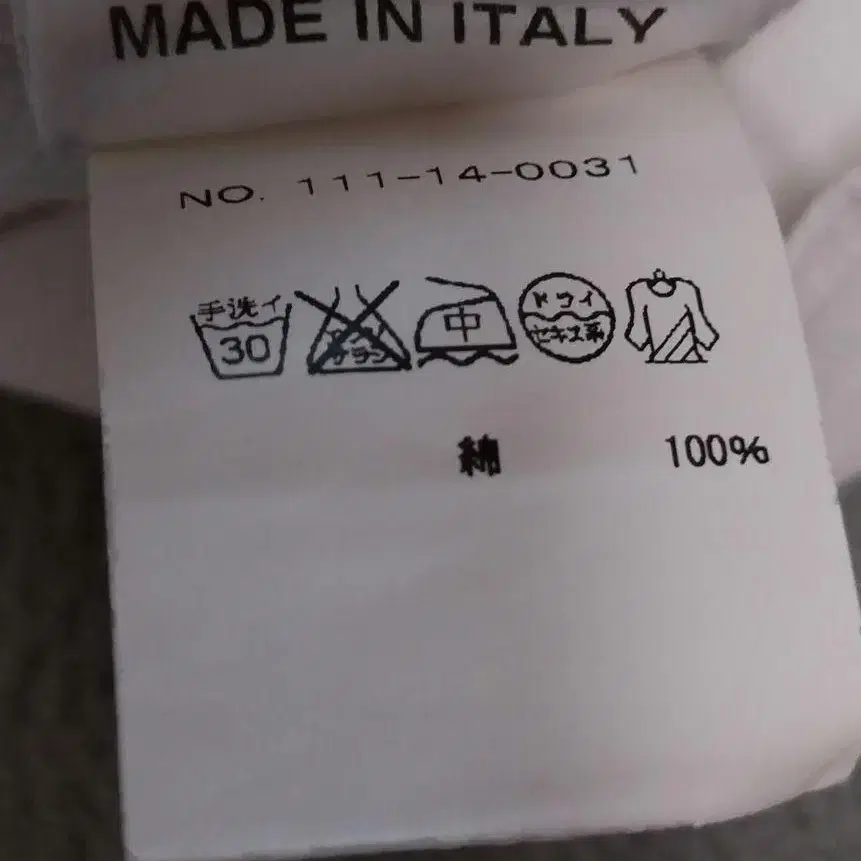 MADE IN ITALY
NO. 111-14-0031
手洗イ
30
中
ドライ
セキユ系
綿 100%